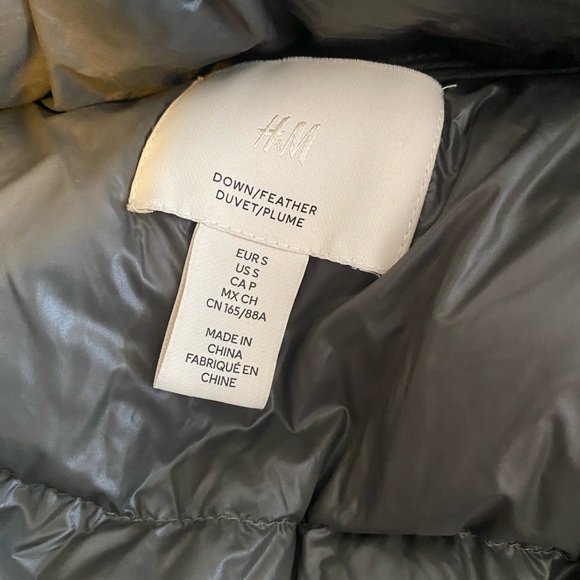 H&M
DOWN/FEATHER
DUVET/PLUME
EUR S
US S
CA P
MX CH
CN 165/88A
MADE IN
CHINA
FABRIQUÉ EN
CHINE